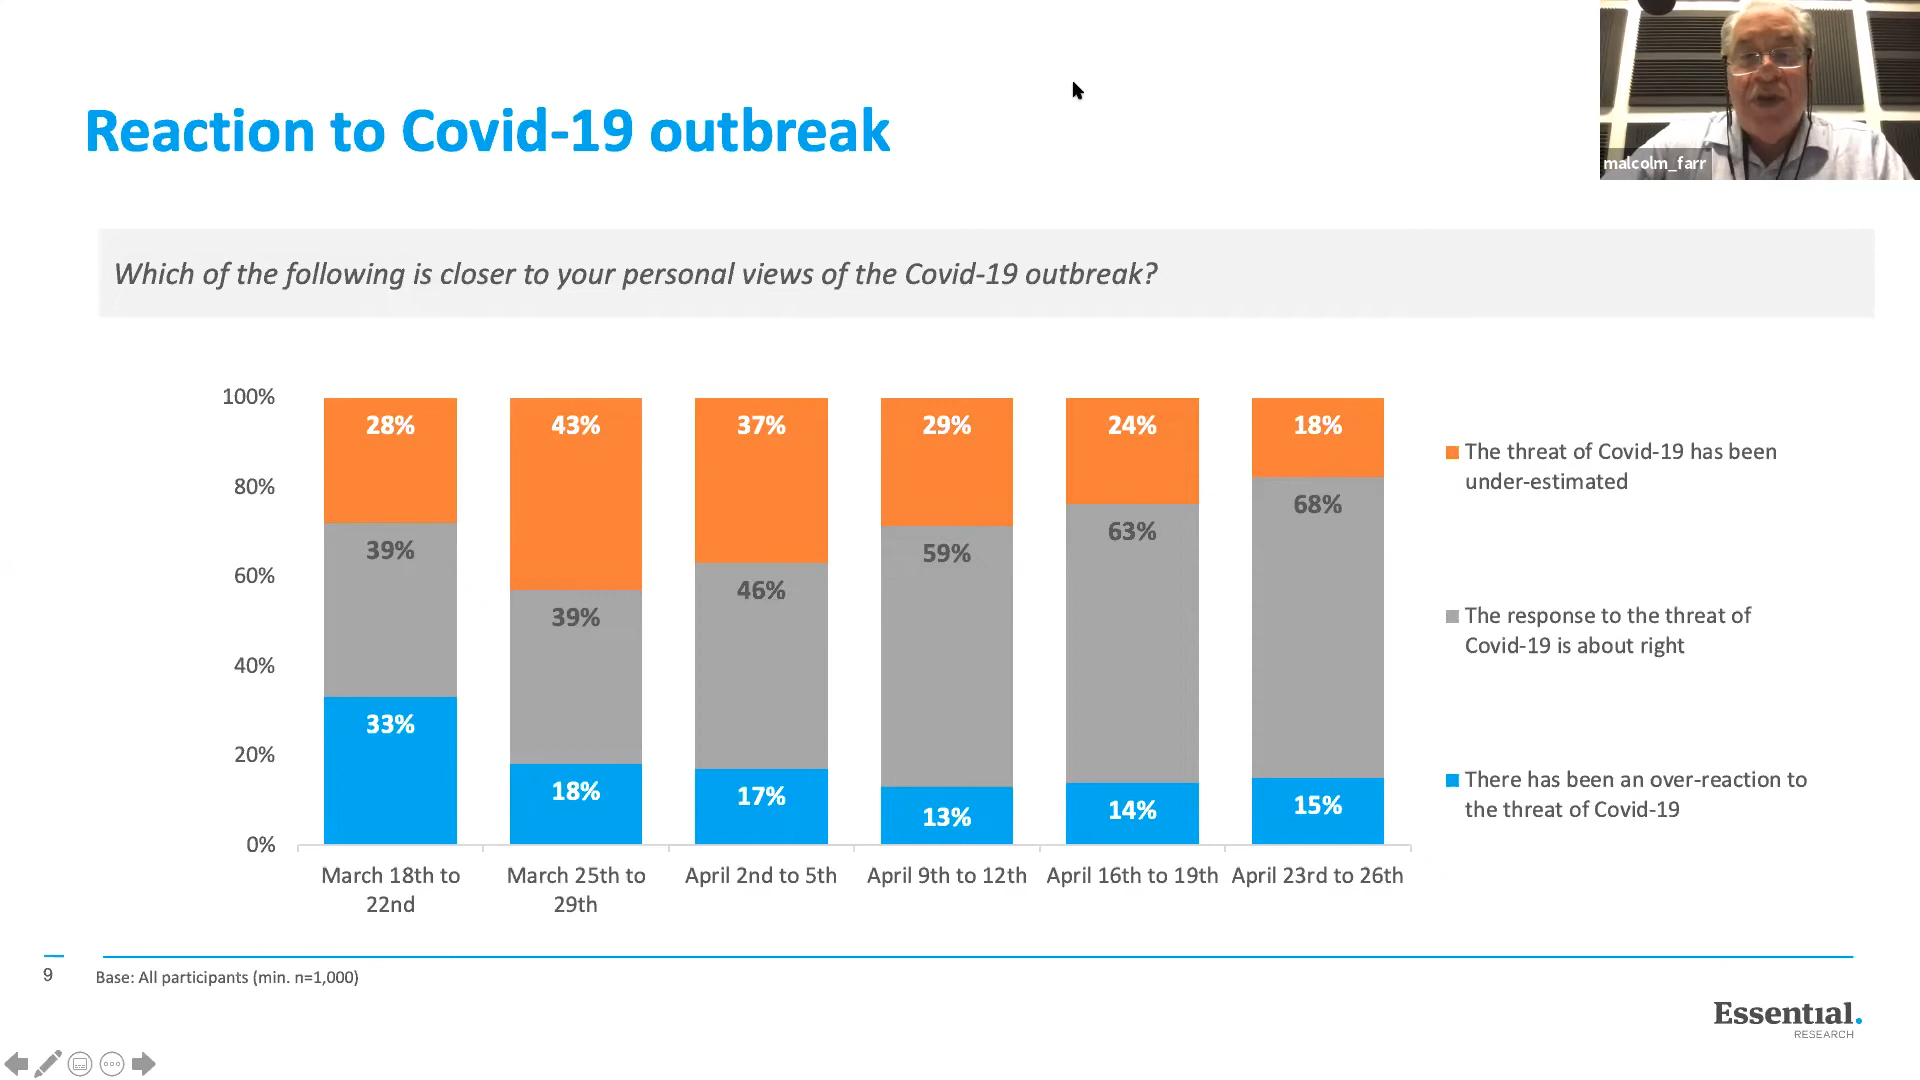 malcolm_farr
Reaction to Covid-19 outbreak
Which of the following is closer to your personal views of the Covid-19 outbreak?
100%
80%
60%
40%
20%
0%
28%
39%
33%
43%
39%
18%
37%
46%
17%
29%
59%
13%
24%
63%
14%
18%
68%
15%
March 18th to
22nd
March 25th to
29th
April 2nd to 5th
April 9th to 12th
April 16th to 19th
April 23rd to 26th
The threat of Covid-19 has been
under-estimated
The response to the threat of
Covid-19 is about right
There has been an over-reaction to
the threat of Covid-19
9
Base: All participants (min. n=1,000)
Essential.
RESEARCH